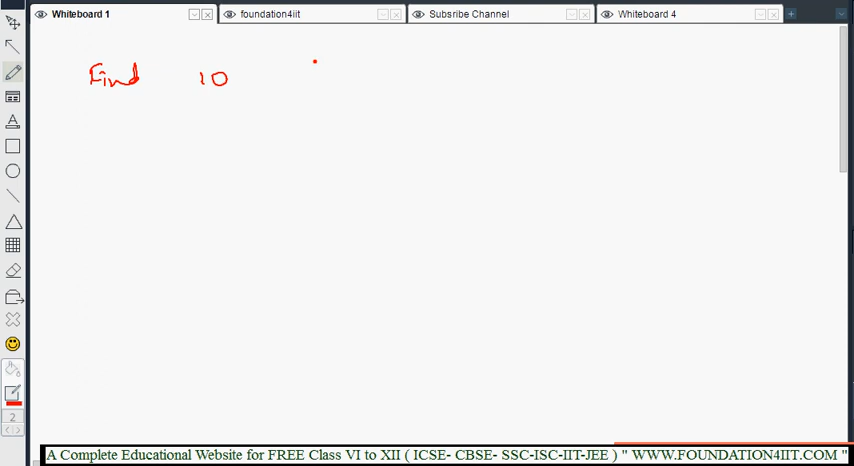 Whiteboard 1 foundation4iit Subsribe Channel Whiteboard 4
Find 10
2
A Complete Educational Website for FREE Class VI to XII ( ICSE- CBSE- SSC-ISC-IIT-JEE ) " WWW.FOUNDATION4IIT.COM "